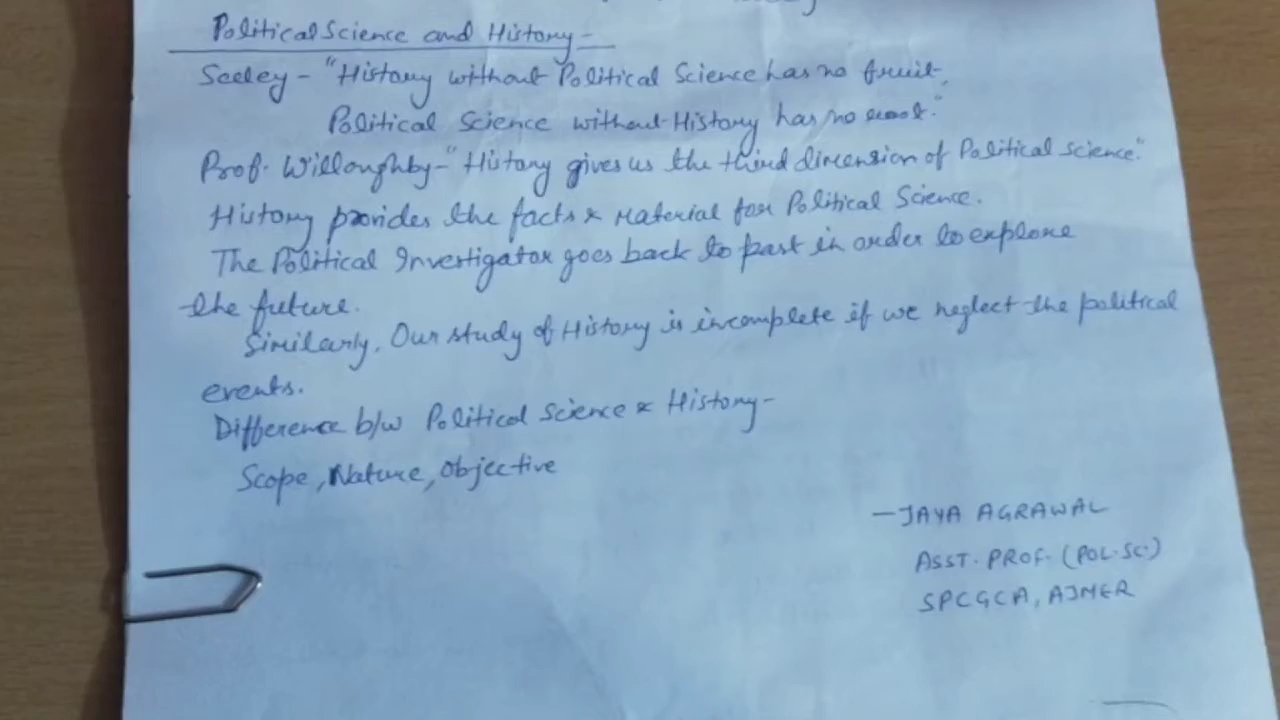 Political Science and History -
Seeley - "History without Political Science has no fruit,
Political Science without History has no root."
Prof. Willoughby - "History gives us the third dimension of Political Science."
History provides the facts & material for Political Science.
The Political Investigator goes back to past in order to explore
the future.
Similarly, Our study of History is incomplete if we neglect the political
events.
Difference b/w Political Science & History -
Scope, Nature, Objective
- JAYA AGRAWAL
ASST. PROF. (POL. SC.)
SPCGCA, AJMER